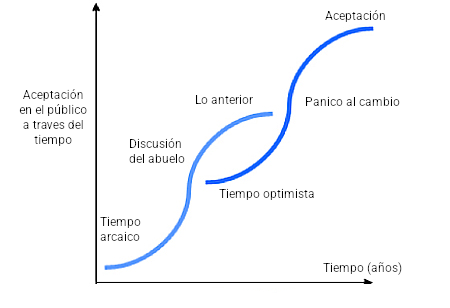 Aceptación
Aceptación
en el público
a traves del
tiempo
Lo anterior
Panico al cambio
Discusión
del abuelo
Tiempo optimista
Tiempo
arcaico
Tiempo (años)